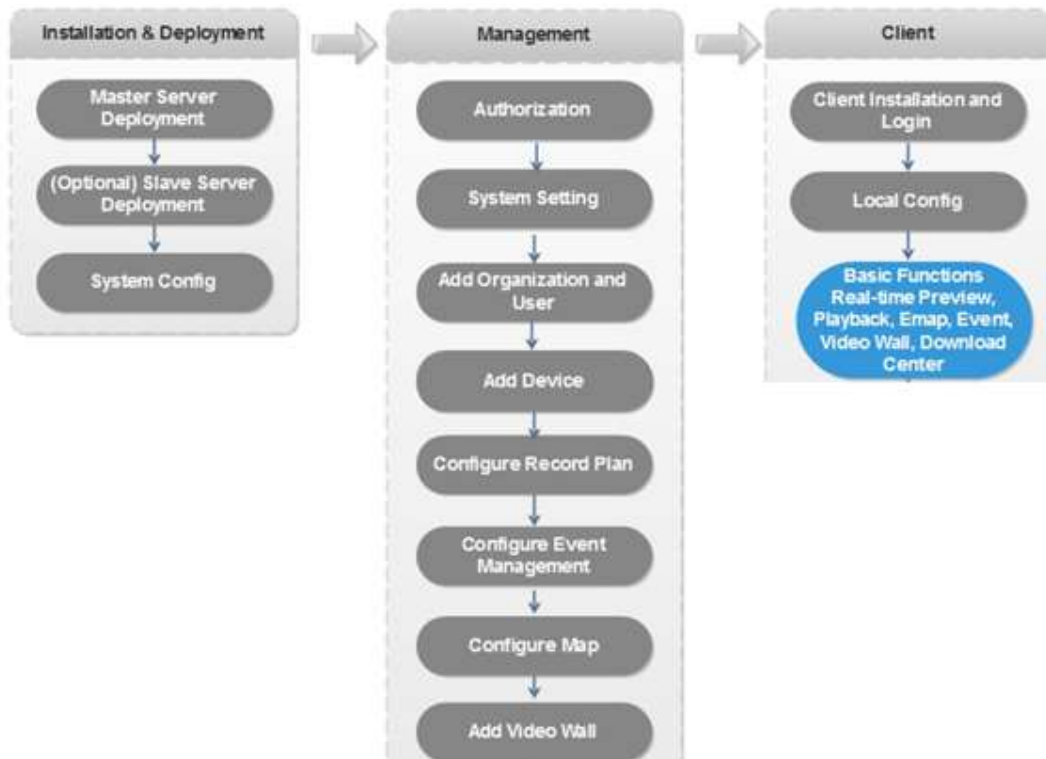 Installation & Deployment
Master Server
Deployment
(Optional) Slave Server
Deployment
System Config
Management
Authorization
System Setting
Add Organization and
User
Add Device
Configure Record Plan
Configure Event
Management
Configure Map
Add Video Wall
Client
Client Installation and
Login
Local Config
Basic Functions
Real-time Preview,
Playback, Emap, Event,
Video Wall, Download
Center